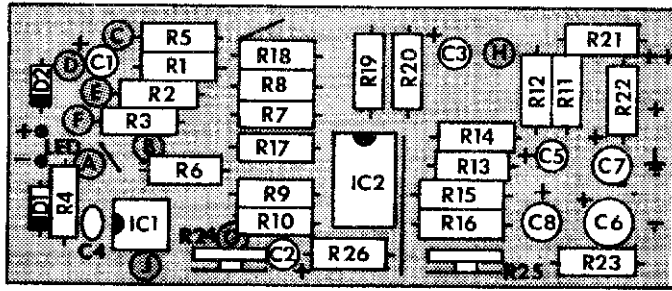 C R5 R18 R19 R20 C3 H R21
D C1 R1 R8 R12 R11 R22
D2 E R2 R7
F R3 R17 R14
LED A B R6 IC2 R13 C5 C7
D1 R4 R9 R15
C4 IC1 R10 R16 C8 C6
R24 G C2 R26 R25 R23
J
+
+
-
+
+
+
+
+
+
+
-